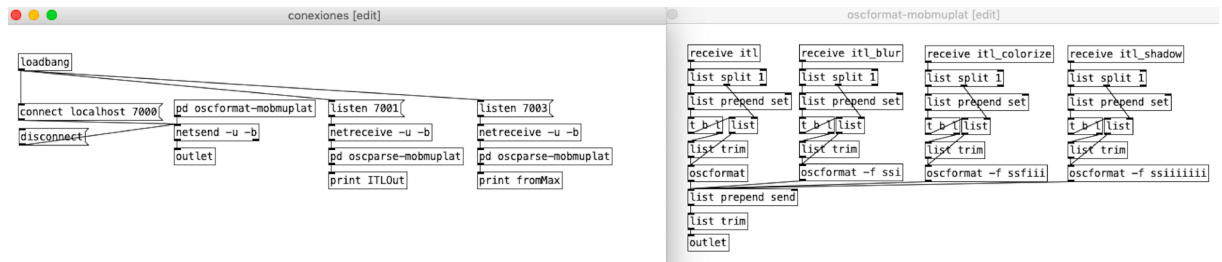 conexiones [edit]
loadbang
connect localhost 7000
pd oscformat-mobmuplat
listen 7001
listen 7003
disconnect
netsend -u -b
netreceive -u -b
netreceive -u -b
outlet
pd oscparse-mobmuplat
pd oscparse-mobmuplat
print ITLOut
print fromMax
oscformat-mobmuplat [edit]
receive itl
receive itl_blur
receive itl_colorize
receive itl_shadow
list split 1
list split 1
list split 1
list split 1
list prepend set
list prepend set
list prepend set
list prepend set
t b l
list
t b l
list
t b l
list
t b l
list
list trim
list trim
list trim
list trim
oscformat
oscformat -f ssi
oscformat -f ssfiii
oscformat -f ssiiiiiii
list prepend send
list trim
outlet